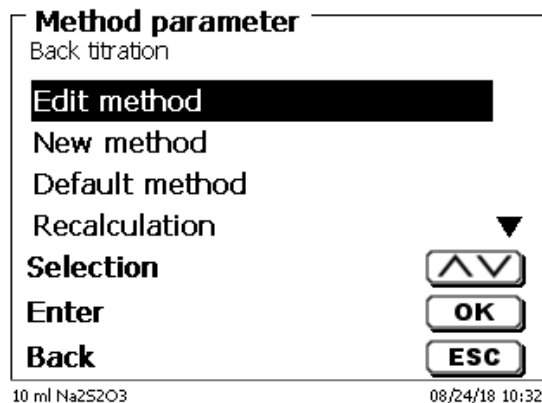 Method parameter
Back titration
Edit method
New method
Default method
Recalculation
Selection
Enter OK
Back ESC
10 ml Na2S2O3 08/24/18 10:32